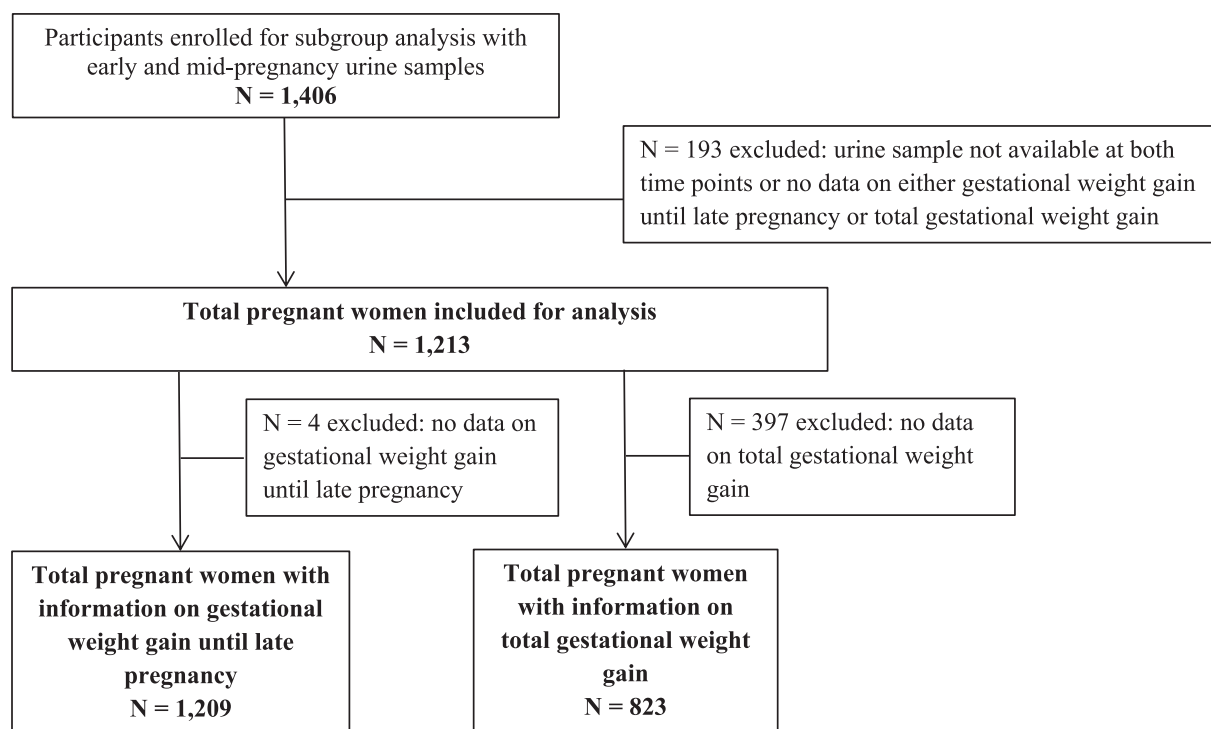 Participants enrolled for subgroup analysis with
early and mid-pregnancy urine samples
N = 1,406
N = 193 excluded: urine sample not available at both
time points or no data on either gestational weight gain
until late pregnancy or total gestational weight gain
Total pregnant women included for analysis
N = 1,213
N = 4 excluded: no data on
gestational weight gain
until late pregnancy
N = 397 excluded: no data
on total gestational weight
gain
Total pregnant women with
information on gestational
weight gain until late
pregnancy
N = 1,209
Total pregnant women
with information on
total gestational weight
gain
N = 823